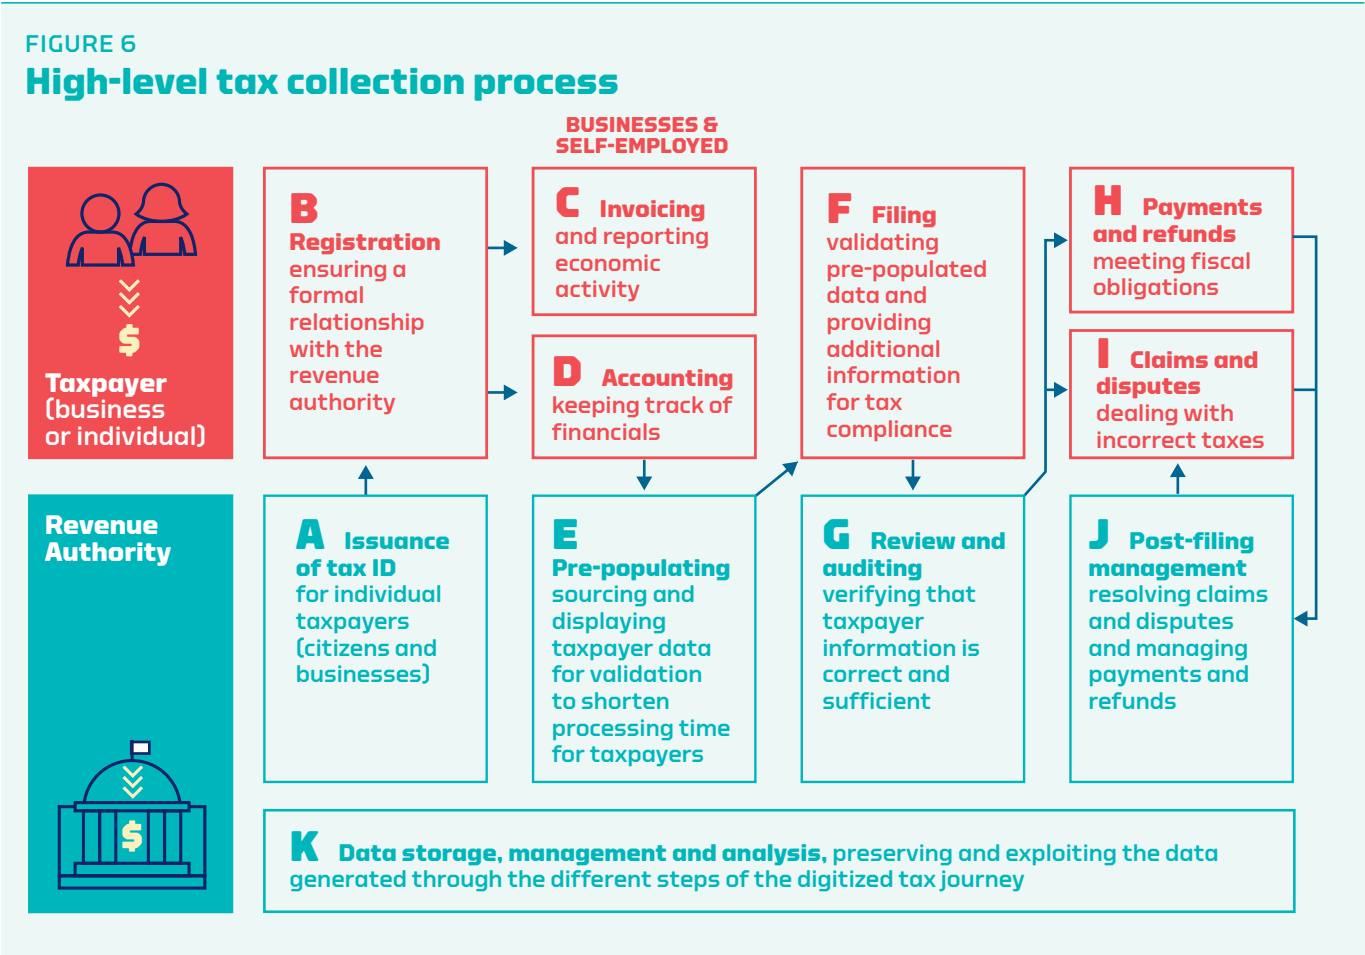 FIGURE 6
High-level tax collection process
BUSINESSES &
SELF-EMPLOYED
$
Taxpayer
(business
or individual)
B
Registration
ensuring a
formal
relationship
with the
revenue
authority
C Invoicing
and reporting
economic
activity
D Accounting
keeping track of
financials
F Filing
validating
pre-populated
data and
providing
additional
information
for tax
compliance
H Payments
and refunds
meeting fiscal
obligations
I Claims and
disputes
dealing with
incorrect taxes
Revenue
Authority
$
A Issuance
of tax ID
for individual
taxpayers
(citizens and
businesses)
E
Pre-populating
sourcing and
displaying
taxpayer data
for validation
to shorten
processing time
for taxpayers
G Review and
auditing
verifying that
taxpayer
information is
correct and
sufficient
J Post-filing
management
resolving claims
and disputes
and managing
payments and
refunds
K Data storage, management and analysis, preserving and exploiting the data
generated through the different steps of the digitized tax journey